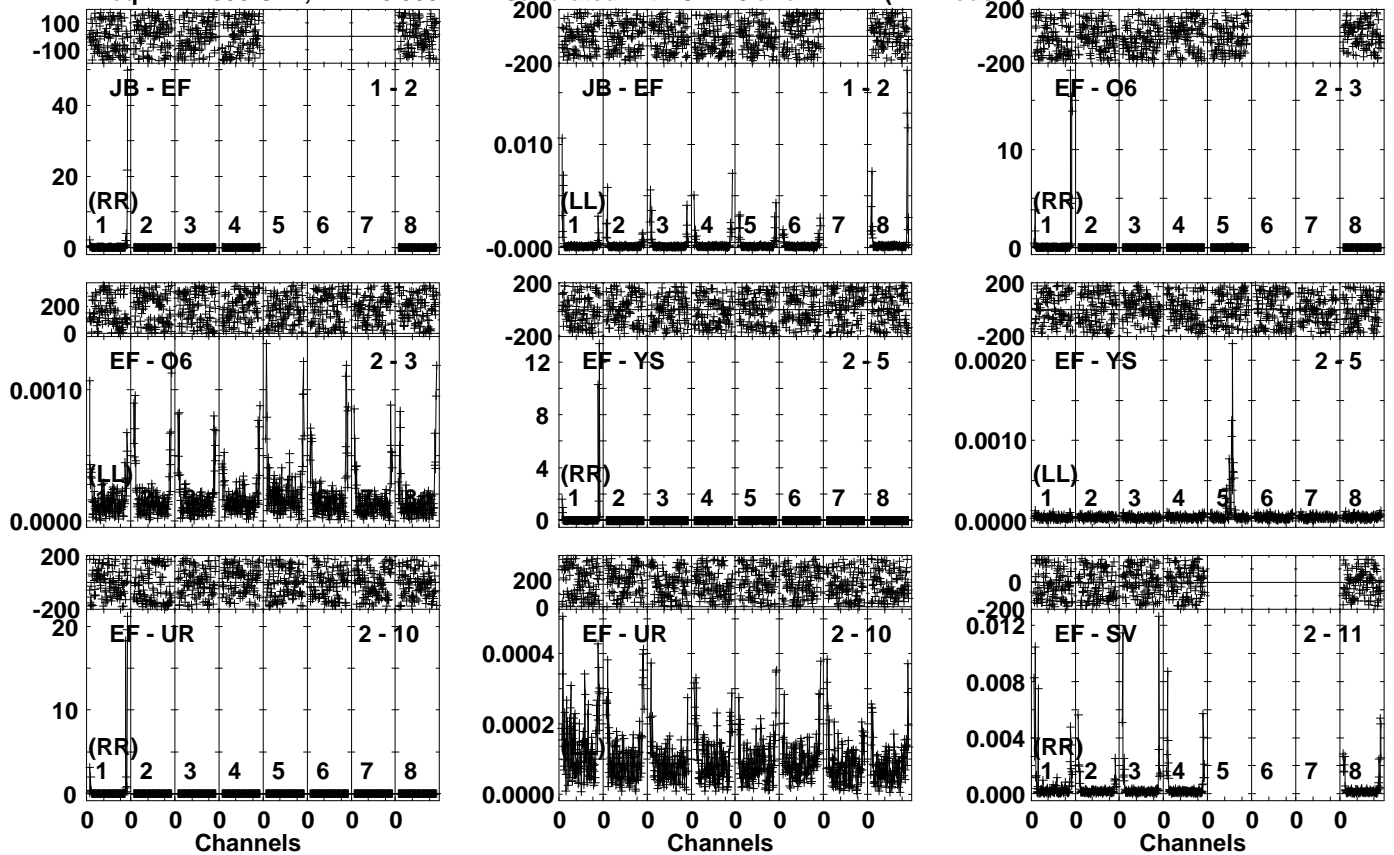 100
-100
JB - EF 1 - 2
40
20
0
(RR)
1 2 3 4 5 6 7 8
200
-200
JB - EF 1 - 2
0.010
-0.000
(LL)
1 2 3 4 5 6 7 8
200
-200
EF - O6 2 - 3
10
0
(RR)
1 2 3 4 5 6 7 8
200
0
EF - O6 2 - 3
0.0010
0.0000
(LL)
200
-200
EF - YS 2 - 5
12
8
4
0
(RR)
1 2 3 4 5 6 7 8
200
-200
EF - YS 2 - 5
0.0020
0.0010
0.0000
(LL)
1 2 3 4 5 6 7 8
200
-200
EF - UR 2 - 10
20
10
0
(RR)
1 2 3 4 5 6 7 8
0 0 0 0 0 0 0 0
Channels
200
0
EF - UR 2 - 10
0.0004
0.0002
0.0000
0 0 0 0 0 0 0 0
Channels
0
-200
EF - SV 2 - 11
0.012
0.008
0.004
0.000
(RR)
1 2 3 4 5 6 7 8
0 0 0 0 0 0 0 0
Channels